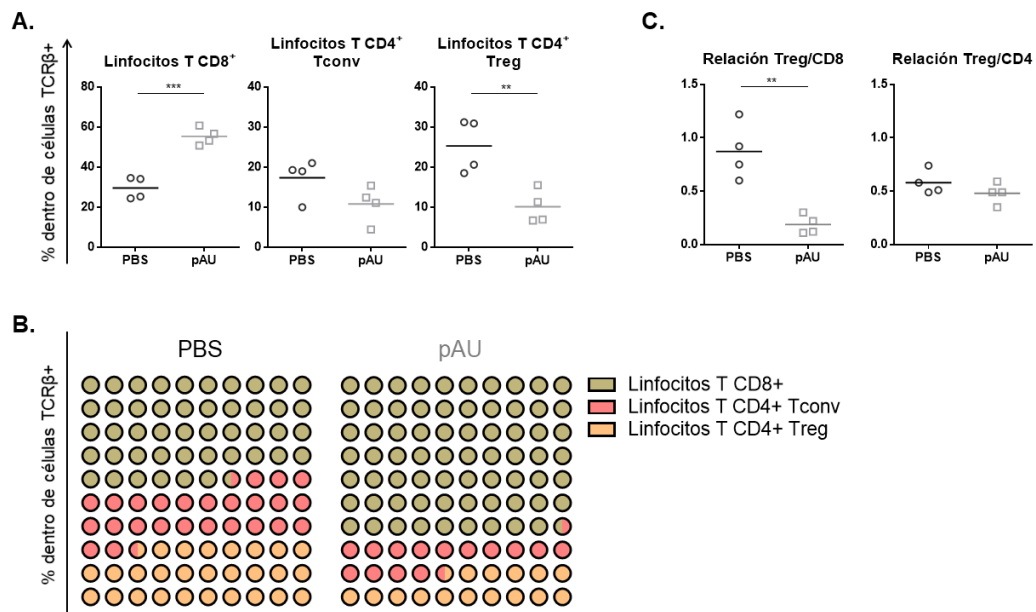 A.
% dentro de células TCRβ+
Linfocitos T CD8⁺
80
60
40
20
0
***
PBS
pAU
Linfocitos T CD4⁺
Tconv
40
30
20
10
0
PBS
pAU
Linfocitos T CD4⁺
Treg
40
30
20
10
0
**
PBS
pAU
C.
Relación Treg/CD8
1.5
1.0
0.5
0.0
**
PBS
pAU
Relación Treg/CD4
1.5
1.0
0.5
0.0
PBS
pAU
B.
% dentro de células TCRβ+
PBS
pAU
Linfocitos T CD8+
Linfocitos T CD4+ Tconv
Linfocitos T CD4+ Treg